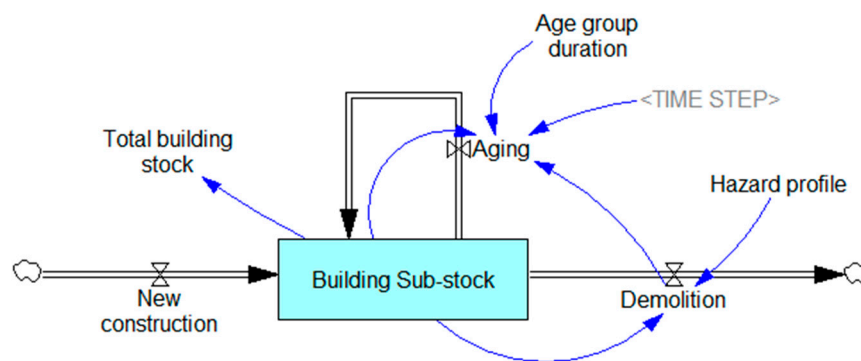 Age group
duration
<TIME STEP>
Total building
stock
Aging
Hazard profile
Building Sub-stock
New
construction
Demolition